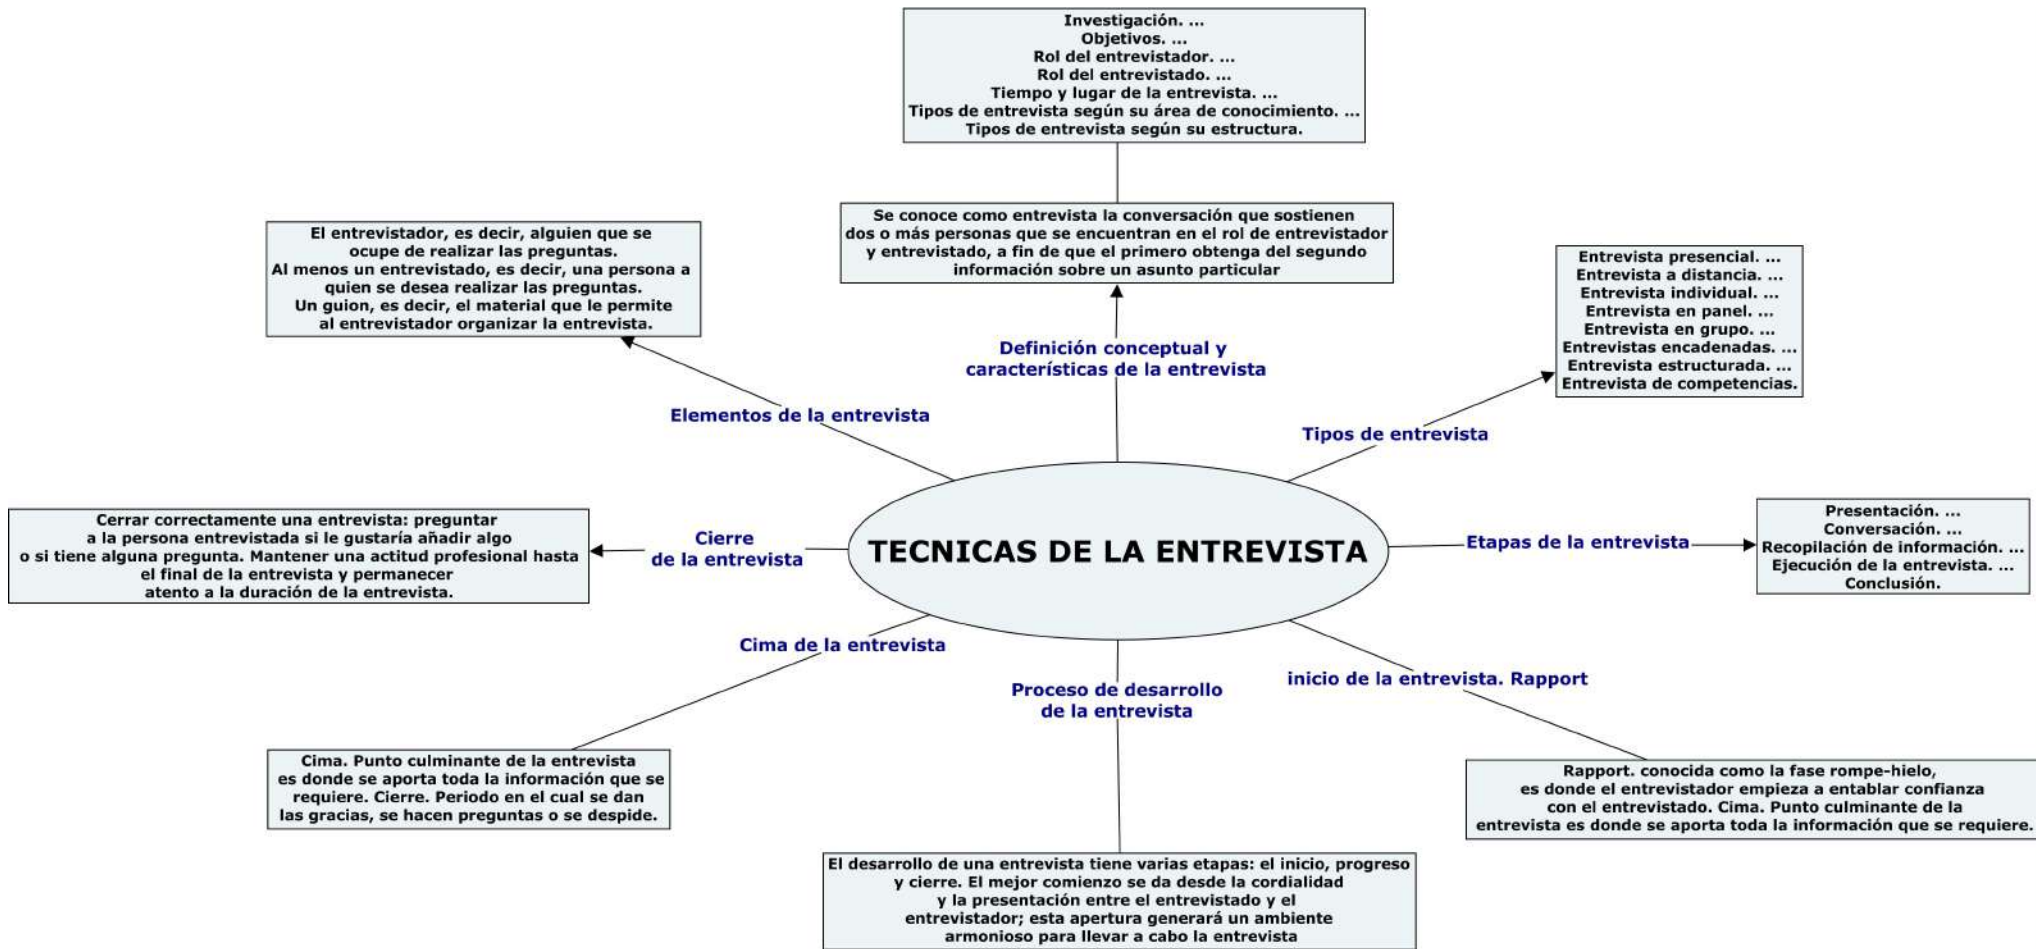 Investigación. ...
Objetivos. ...
Rol del entrevistador. ...
Rol del entrevistado. ...
Tiempo y lugar de la entrevista. ...
Tipos de entrevista según su área de conocimiento. ...
Tipos de entrevista según su estructura.
Se conoce como entrevista la conversación que sostienen
dos o más personas que se encuentran en el rol de entrevistador
y entrevistado, a fin de que el primero obtenga del segundo
información sobre un asunto particular
El entrevistador, es decir, alguien que se
ocupe de realizar las preguntas.
Al menos un entrevistado, es decir, una persona a
quien se desea realizar las preguntas.
Un guion, es decir, el material que le permite
al entrevistador organizar la entrevista.
Entrevista presencial. ...
Entrevista a distancia. ...
Entrevista individual. ...
Entrevista en panel. ...
Entrevista en grupo. ...
Entrevistas encadenadas. ...
Entrevista estructurada. ...
Entrevista de competencias.
Definición conceptual y
características de la entrevista
Elementos de la entrevista
Tipos de entrevista
Cerrar correctamente una entrevista: preguntar
a la persona entrevistada si le gustaría añadir algo
o si tiene alguna pregunta. Mantener una actitud profesional hasta
el final de la entrevista y permanecer
atento a la duración de la entrevista.
Cierre
de la entrevista
TECNICAS DE LA ENTREVISTA
Etapas de la entrevista
Presentación. ...
Conversación. ...
Recopilación de información. ...
Ejecución de la entrevista. ...
Conclusión.
Cima de la entrevista
Proceso de desarrollo
de la entrevista
inicio de la entrevista. Rapport
Cima. Punto culminante de la entrevista
es donde se aporta toda la información que se
requiere. Cierre. Periodo en el cual se dan
las gracias, se hacen preguntas o se despide.
Rapport. conocida como la fase rompe-hielo,
es donde el entrevistador empieza a entablar confianza
con el entrevistado. Cima. Punto culminante de la
entrevista es donde se aporta toda la información que se requiere.
El desarrollo de una entrevista tiene varias etapas: el inicio, progreso
y cierre. El mejor comienzo se da desde la cordialidad
y la presentación entre el entrevistado y el
entrevistador; esta apertura generará un ambiente
armonioso para llevar a cabo la entrevista